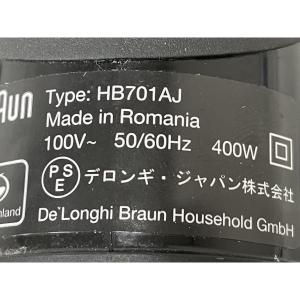 Type: HB701AJ
Made in Romania
100V~ 50/60Hz 400W
PSE デロンギ・ジャパン株式会社
De'Longhi Braun Household GmbH